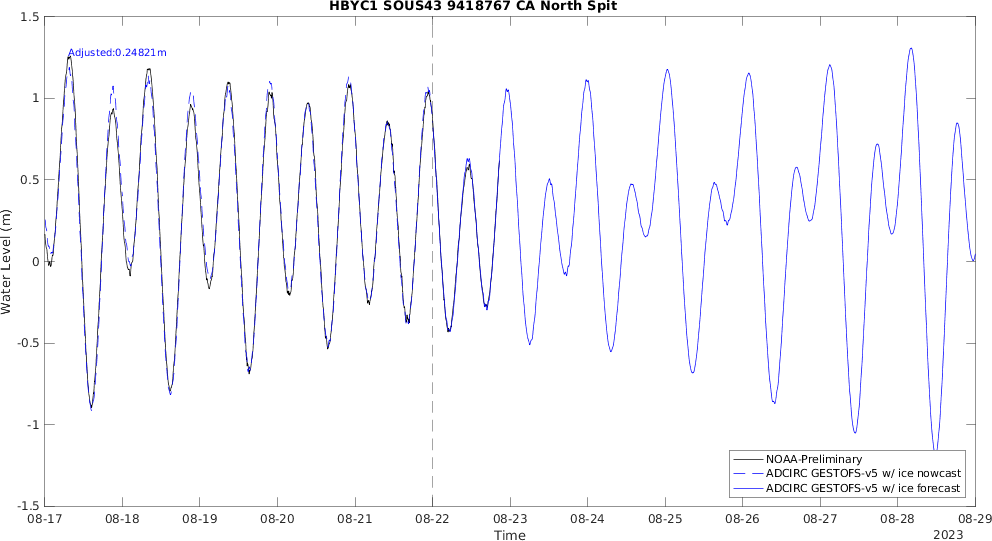 HBYC1 SOUS43 9418767 CA North Spit
Adjusted:0.24821m
1.5
1
0.5
0
-0.5
-1
-1.5
Water Level (m)
08-17 08-18 08-19 08-20 08-21 08-22 08-23 08-24 08-25 08-26 08-27 08-28 08-29
Time
2023
NOAA-Preliminary
ADCIRC GESTOFS-v5 w/ ice nowcast
ADCIRC GESTOFS-v5 w/ ice forecast